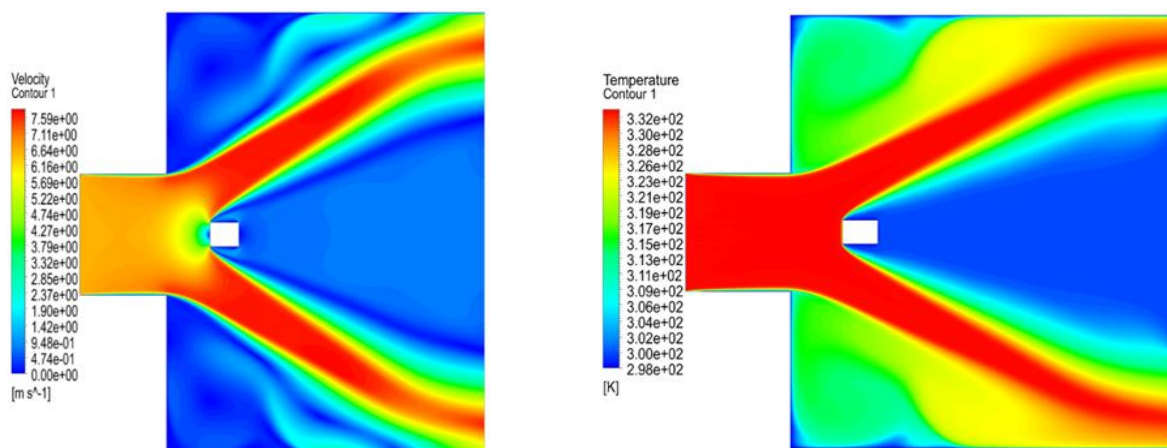 Velocity
Contour 1
7.59e+00
7.11e+00
6.64e+00
6.16e+00
5.69e+00
5.22e+00
4.74e+00
4.27e+00
3.79e+00
3.32e+00
2.85e+00
2.37e+00
1.90e+00
1.42e+00
9.48e-01
4.74e-01
0.00e+00
[m s^-1]
Temperature
Contour 1
3.32e+02
3.30e+02
3.28e+02
3.26e+02
3.23e+02
3.21e+02
3.19e+02
3.17e+02
3.15e+02
3.13e+02
3.11e+02
3.09e+02
3.06e+02
3.04e+02
3.02e+02
3.00e+02
2.98e+02
[K]